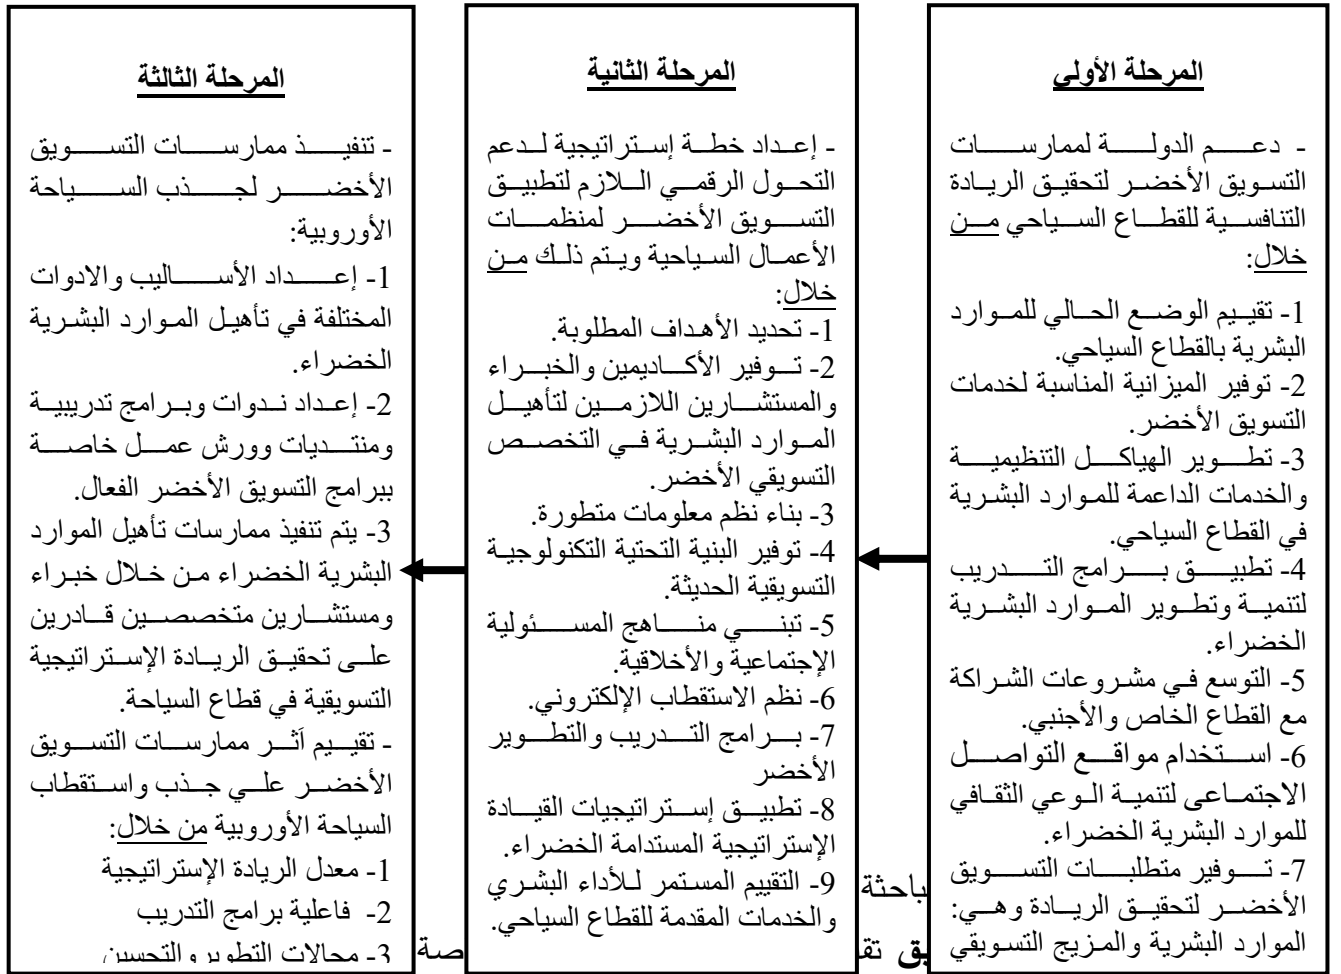 المرحلة الأولي
- دعم الدولة لممارسات
التسويق الأخضر لتحقيق الريادة
التنافسية للقطاع السياحي من
خلال:
1- تقييم الوضع الحالي للموارد
البشرية بالقطاع السياحي.
2- توفير الميزانية المناسبة لخدمات
التسويق الأخضر.
3- تطوير الهياكل التنظيمية
والخدمات الداعمة للموارد البشرية
في القطاع السياحي.
4- تطبيق برامج التدريب
لتنمية وتطوير الموارد البشرية
الخضراء.
5- التوسع في مشروعات الشراكة
مع القطاع الخاص والأجنبي.
6- استخدام مواقع التواصل
الاجتماعى لتنمية الوعي الثقافي
للموارد البشرية الخضراء.
7- توفير متطلبات التسويق
الأخضر لتحقيق الريادة وهي:
الموارد البشرية والمزيج التسويقي
المرحلة الثانية
- إعداد خطة إستراتيجية لدعم
التحول الرقمي اللازم لتطبيق
التسويق الأخضر لمنظمات
الأعمال السياحية ويتم ذلك من
خلال:
1- تحديد الأهداف المطلوبة.
2- توفير الأكاديمين والخبراء
والمستشارين اللازمين لتأهيل
الموارد البشرية في التخصص
التسويقي الأخضر.
3- بناء نظم معلومات متطورة.
4- توفير البنية التحتية التكنولوجية
التسويقية الحديثة.
5- تبني مناهج المسئولية
الإجتماعية والأخلاقية.
6- نظم الاستقطاب الإلكتروني.
7- برامج التدريب والتطوير
الأخضر
8- تطبيق إستراتيجيات القيادة
الإستراتيجية المستدامة الخضراء.
9- التقييم المستمر للأداء البشري
والخدمات المقدمة للقطاع السياحي.
المرحلة الثالثة
- تنفيذ ممارسات التسويق
الأخضر لجذب السياحة
الأوروبية:
1- إعداد الأساليب والادوات
المختلفة في تأهيل الموارد البشرية
الخضراء.
2- إعداد ندوات وبرامج تدريبية
ومنتديات وورش عمل خاصة
ببرامج التسويق الأخضر الفعال.
3- يتم تنفيذ ممارسات تأهيل الموارد
البشرية الخضراء من خلال خبراء
ومستشارين متخصصين قادرين
على تحقيق الريادة الإستراتيجية
التسويقية في قطاع السياحة.
- تقييم آثر ممارسات التسويق
الأخضر علي جذب واستقطاب
السياحة الأوروبية من خلال:
1- معدل الريادة الإستراتيجية
2- فاعلية برامج التدريب
3- مجالات التطوير والتحسين
باحثة
يق تق
صة